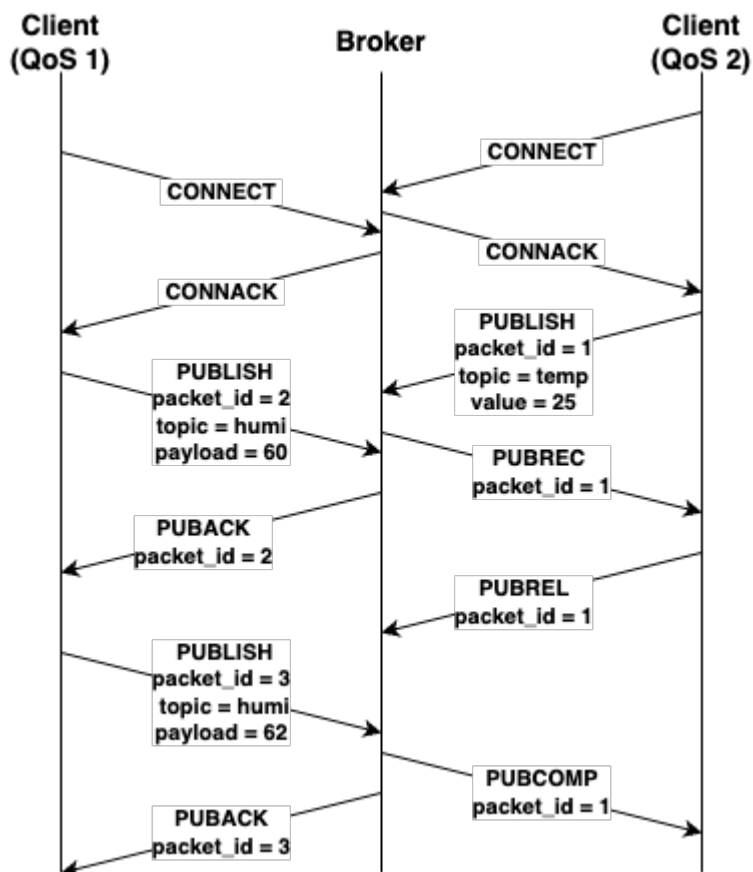 Client
(QoS 1)
Broker
Client
(QoS 2)
CONNECT
CONNECT
CONNACK
CONNACK
PUBLISH
packet_id = 1
topic = temp
value = 25
PUBLISH
packet_id = 2
topic = humi
payload = 60
PUBREC
packet_id = 1
PUBACK
packet_id = 2
PUBREL
packet_id = 1
PUBLISH
packet_id = 3
topic = humi
payload = 62
PUBCOMP
packet_id = 1
PUBACK
packet_id = 3